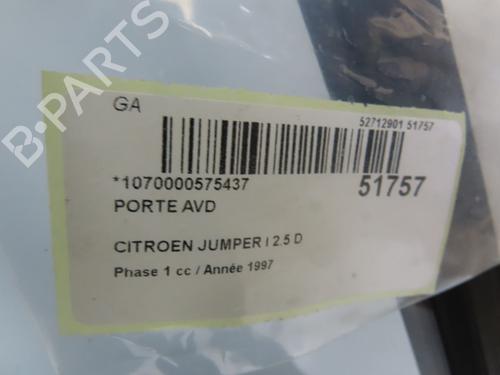 GA
52712901 51757
*1070000575437
51757
PORTE AVD
CITROEN JUMPER I 2.5 D
Phase 1 cc / Année 1997
B-PARTS